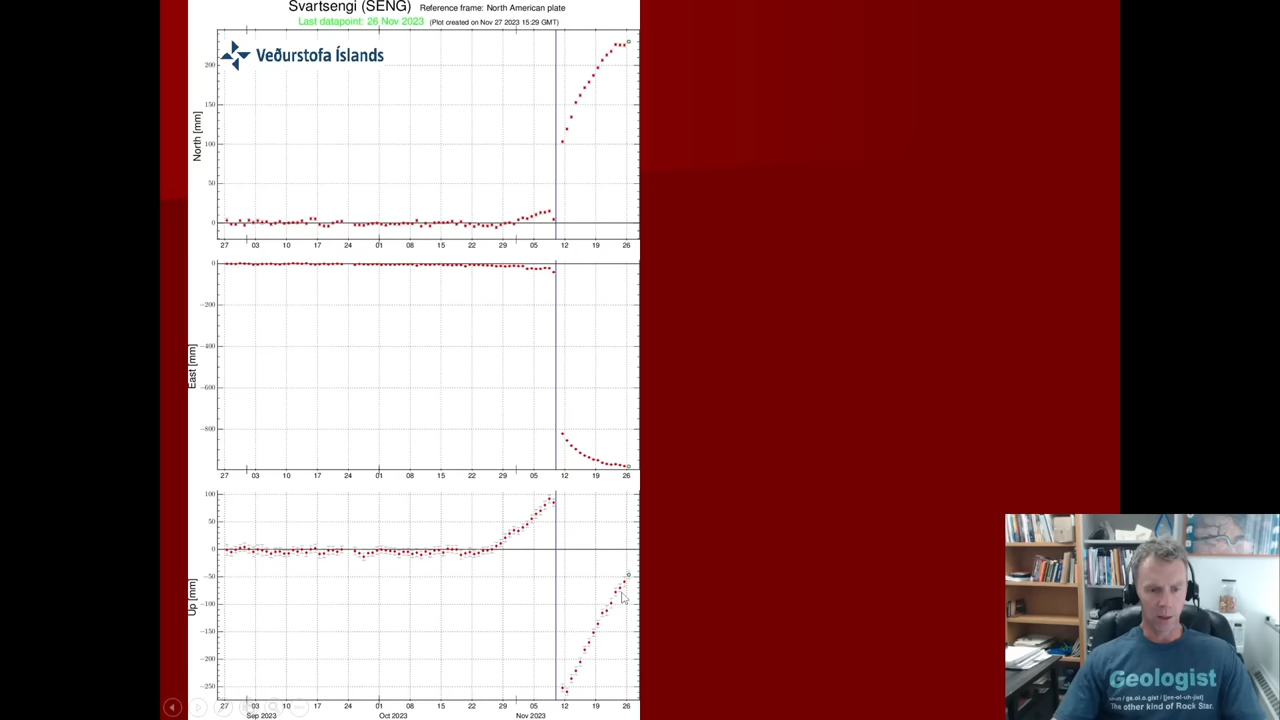 Svartsengi (SENG) Reference frame: North American plate
Last datapoint: 26 Nov 2023 (Plot created on Nov 27 2023 15:29 GMT)
Veðurstofa Íslands
North [mm]
200
150
100
50
0
27 03 10 17 24 01 08 15 22 29 05 12 19 26
East [mm]
0
−200
−400
−600
−800
27 03 10 17 24 01 08 15 22 29 05 12 19 26
Up [mm]
100
50
0
−50
−100
−150
−200
−250
27 03 10 17 24 01 08 15 22 29 05 12 19 26
Sep 2023 Oct 2023 Nov 2023
Geologist
The other kind of Rock Star.